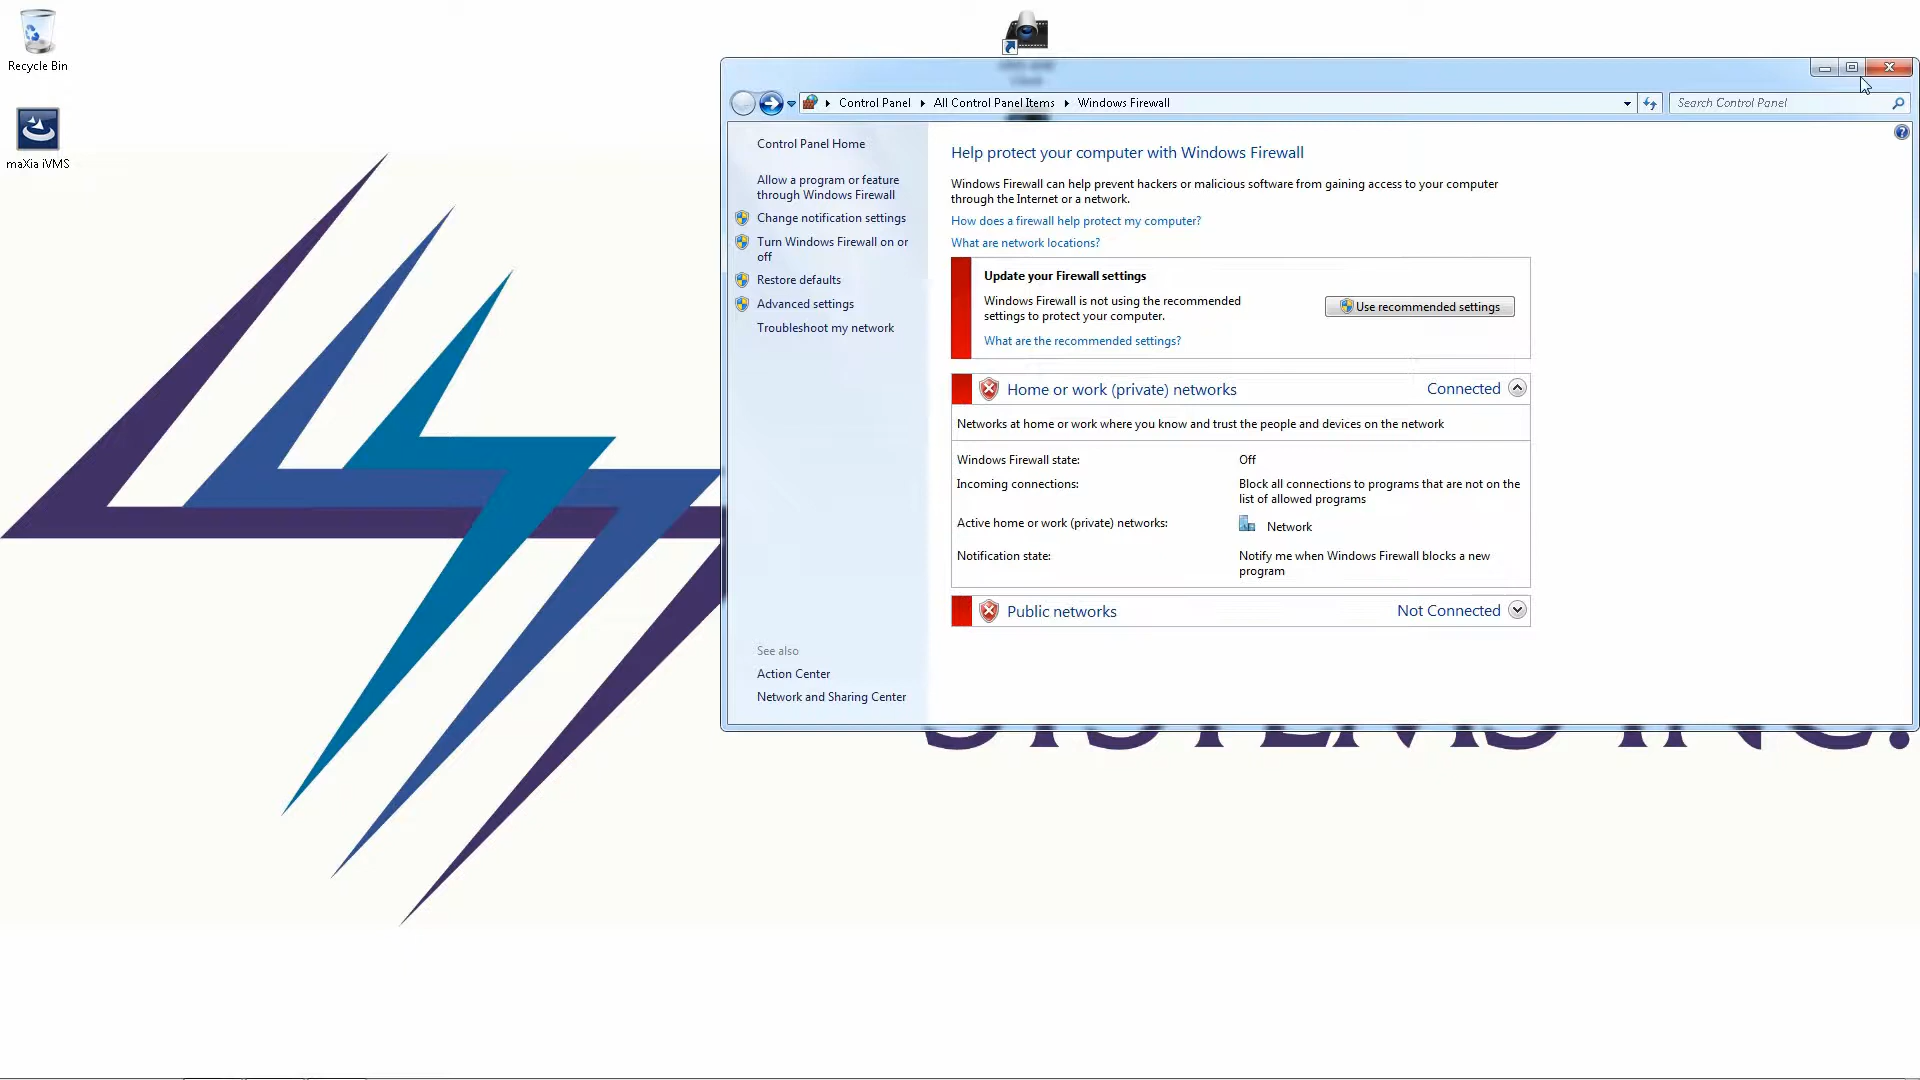 Recycle Bin
maXia iVMS
Control Panel
All Control Panel Items
Windows Firewall
Search Control Panel
Control Panel Home
Allow a program or feature
through Windows Firewall
Change notification settings
Turn Windows Firewall on or
off
Restore defaults
Advanced settings
Troubleshoot my network
See also
Action Center
Network and Sharing Center
Help protect your computer with Windows Firewall
Windows Firewall can help prevent hackers or malicious software from gaining access to your computer
through the Internet or a network.
How does a firewall help protect my computer?
What are network locations?
Update your Firewall settings
Windows Firewall is not using the recommended
settings to protect your computer.
Use recommended settings
What are the recommended settings?
Home or work (private) networks Connected
Networks at home or work where you know and trust the people and devices on the network
Windows Firewall state: Off
Incoming connections: Block all connections to programs that are not on the
list of allowed programs
Active home or work (private) networks: Network
Notification state: Notify me when Windows Firewall blocks a new
program
Public networks Not Connected
SYSTEMS INC.